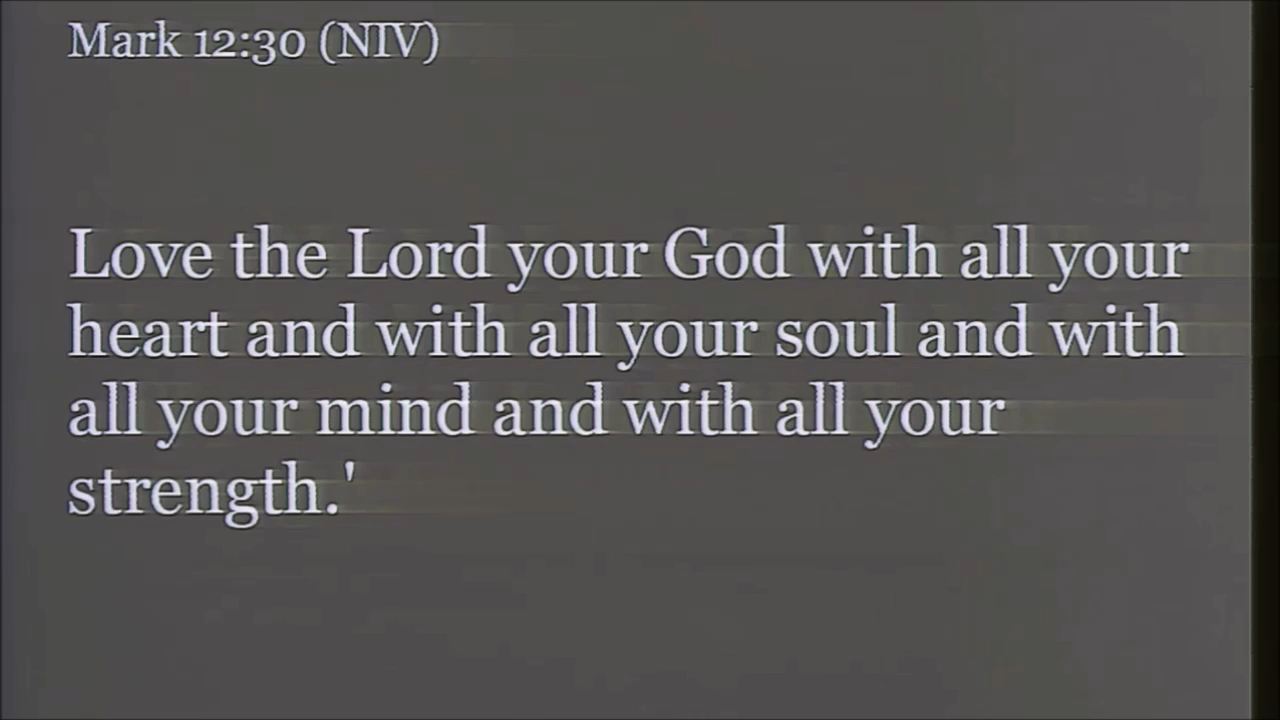 Mark 12:30 (NIV)
Love the Lord your God with all your
heart and with all your soul and with
all your mind and with all your
strength.'